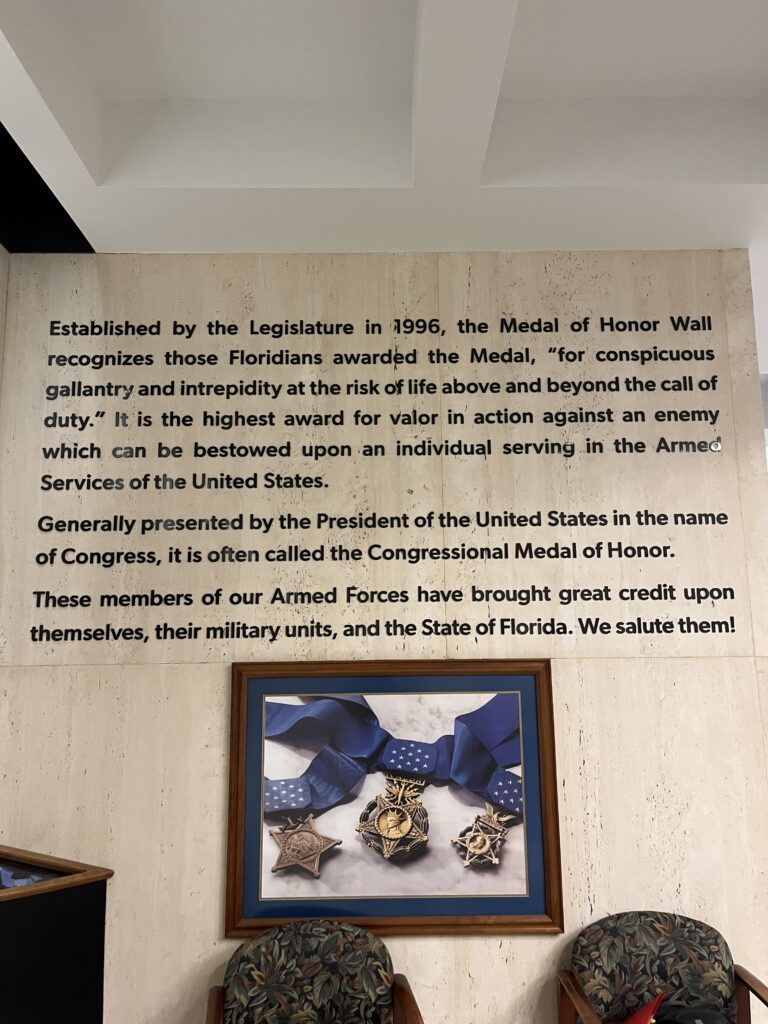 Established by the Legislature in 1996, the Medal of Honor Wall
recognizes those Floridians awarded the Medal, “for conspicuous
gallantry and intrepidity at the risk of life above and beyond the call of
duty.” It is the highest award for valor in action against an enemy
which can be bestowed upon an individual serving in the Armed
Services of the United States.
Generally presented by the President of the United States in the name
of Congress, it is often called the Congressional Medal of Honor.
These members of our Armed Forces have brought great credit upon
themselves, their military units, and the State of Florida. We salute them!